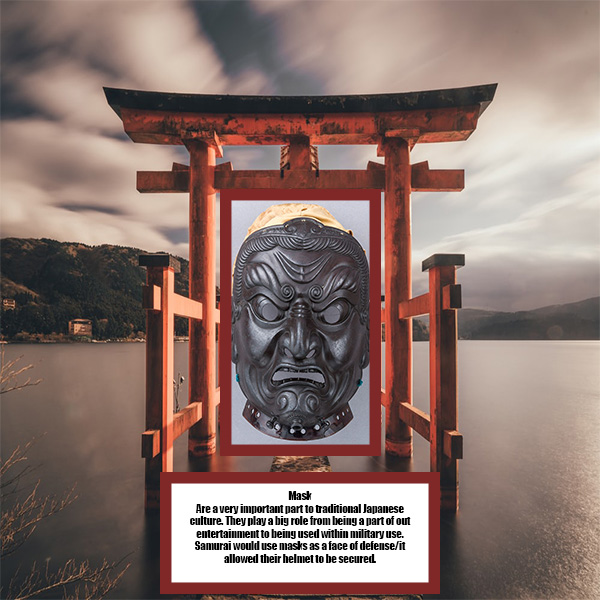 Mask
Are a very important part to traditional Japanese
culture. They play a big role from being a part of out
entertainment to being used within military use.
Samurai would use masks as a face of defense/it
allowed their helmet to be secured.